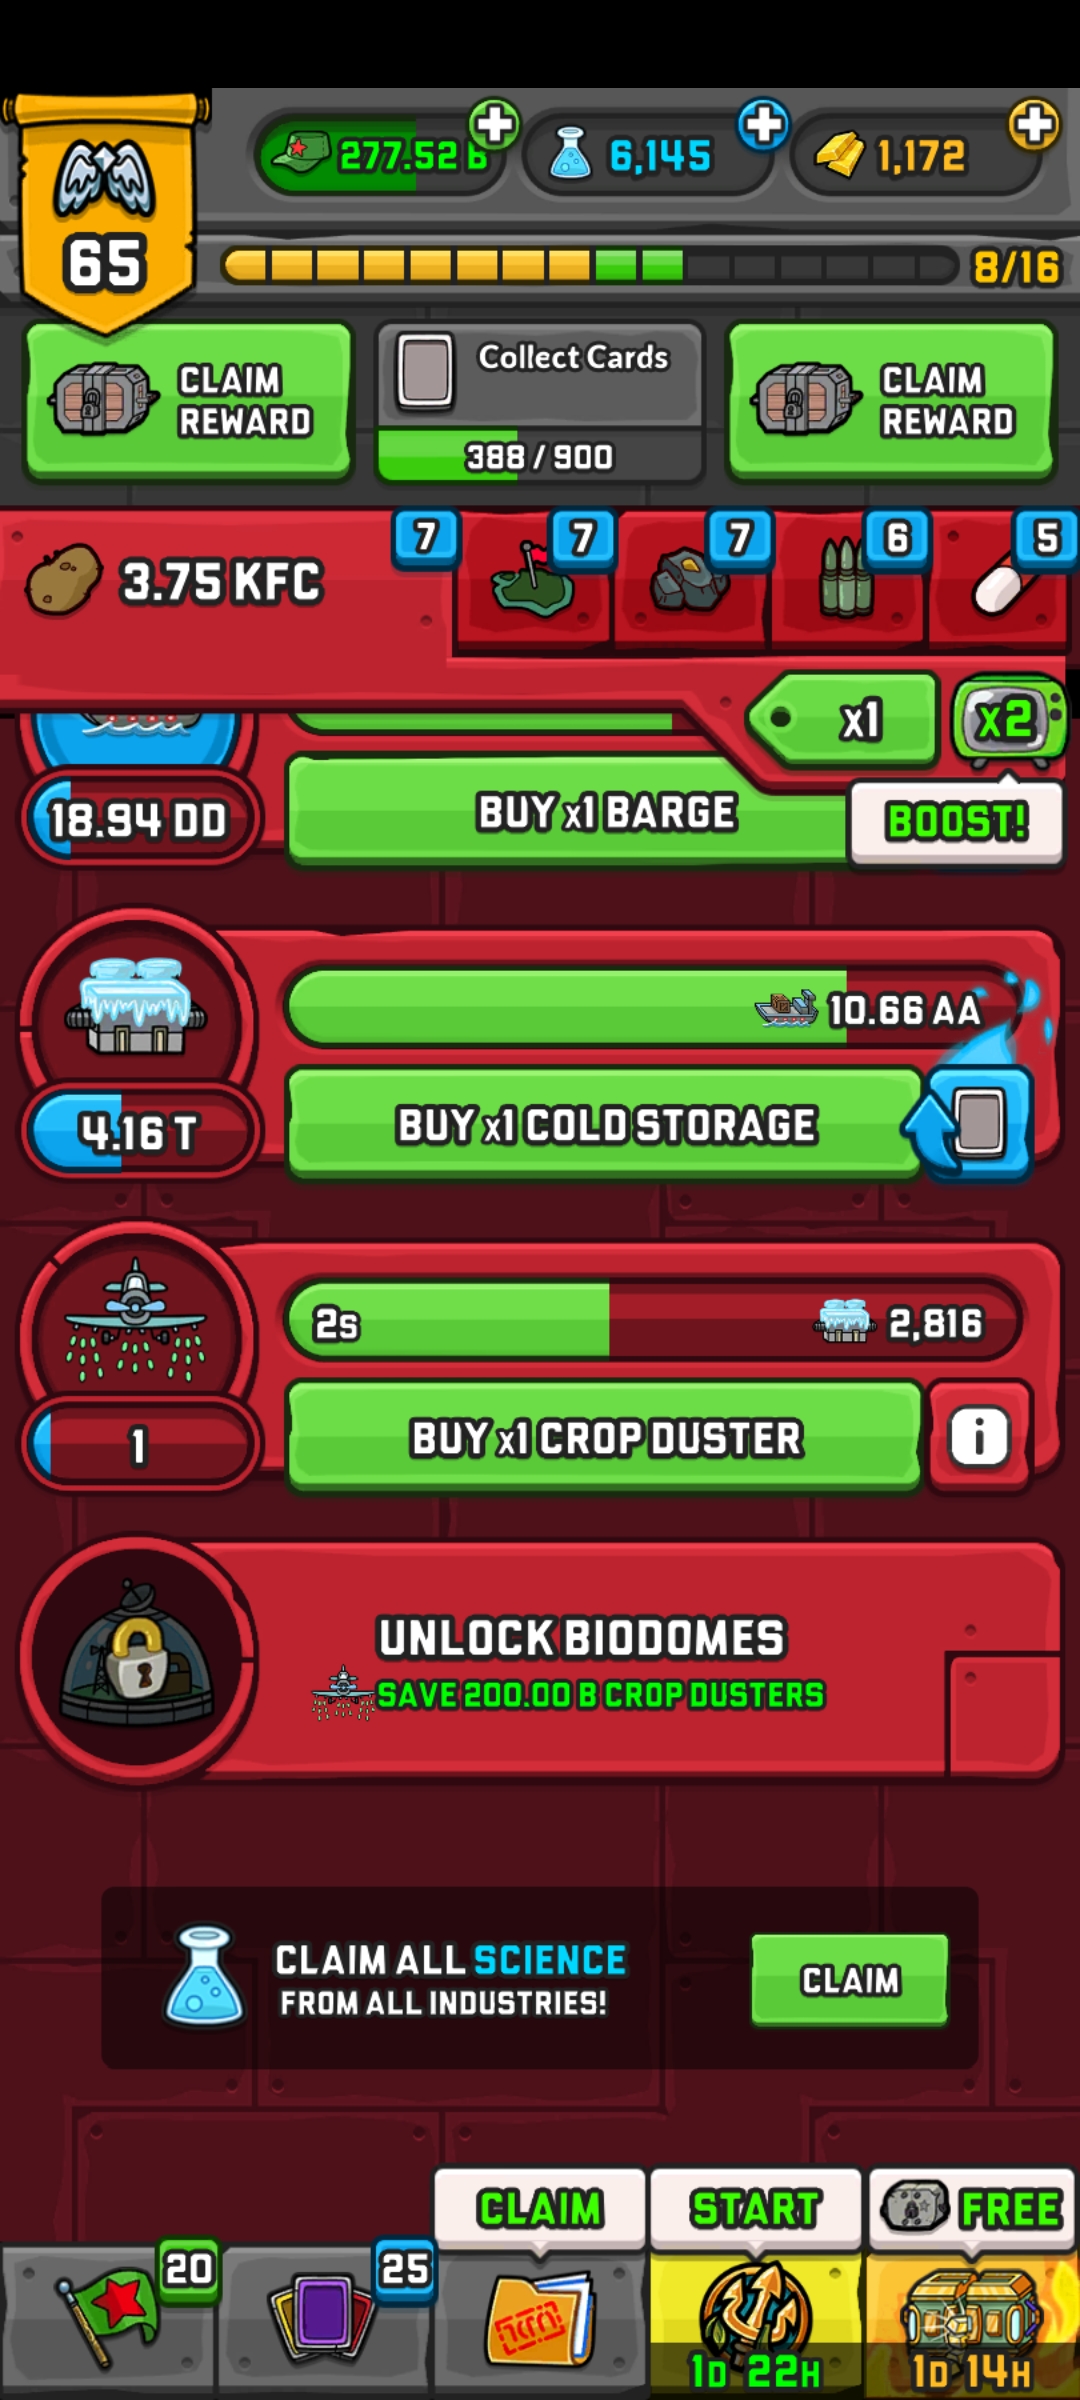 277.52 B
6,145
1,172
65
8/16
CLAIM
REWARD
Collect Cards
388 / 900
CLAIM
REWARD
3.75 KFC
7
7
7
6
5
x1
x2
BOOST!
18.94 DD
BUY x1 BARGE
10.66 AA
4.16 T
BUY x1 COLD STORAGE
2s
2,816
1
BUY x1 CROP DUSTER
i
UNLOCK BIODOMES
SAVE 200.00 B CROP DUSTERS
CLAIM ALL SCIENCE
FROM ALL INDUSTRIES!
CLAIM
CLAIM
START
FREE
20
25
1D 22H
1D 14H